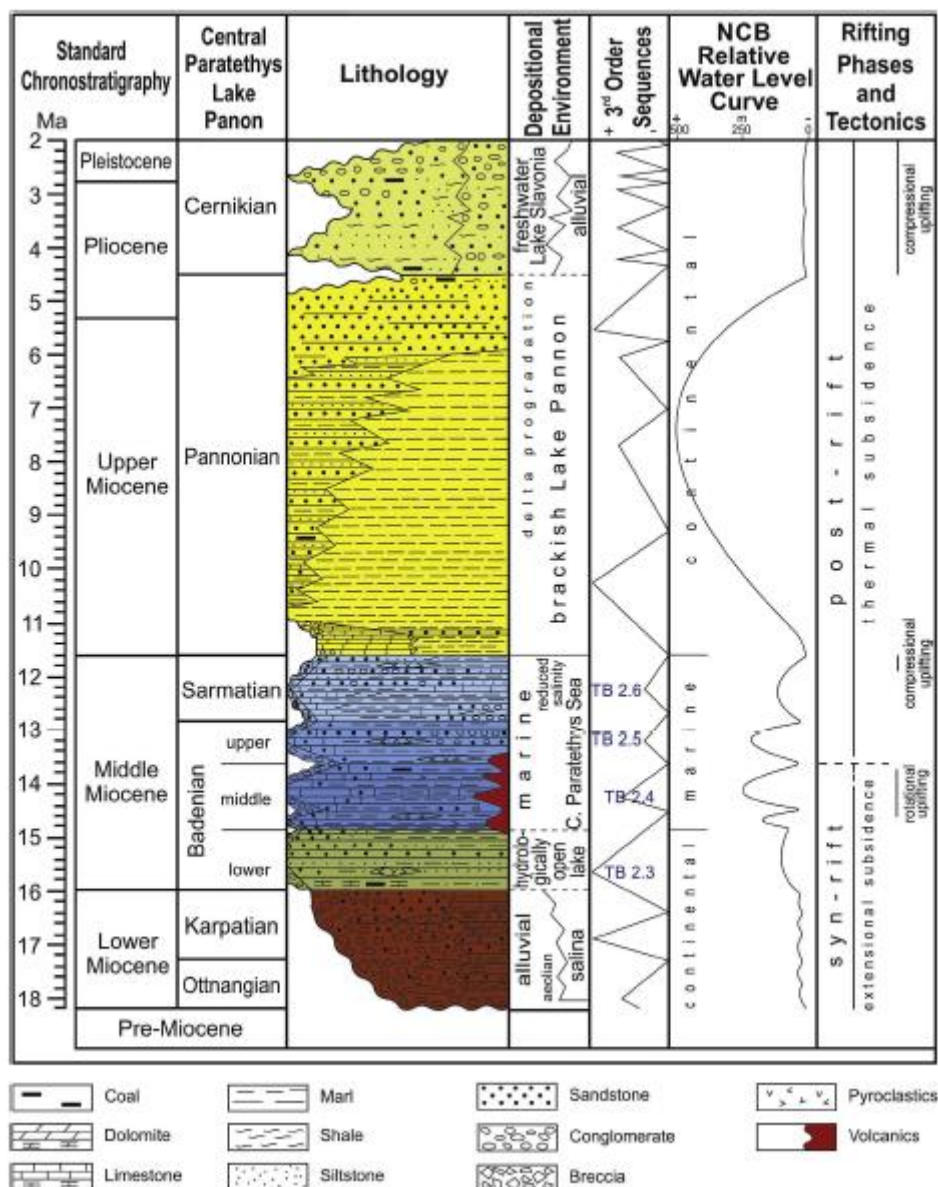 Standard
Chronostratigraphy
Ma
Central
Paratethys
Lake
Panon
Lithology
Depositional
Environment
+ 3rd Order -
Sequences
NCB
Relative
Water Level
Curve
500 250 0
Rifting
Phases
and
Tectonics
2
3
4
5
6
7
8
9
10
11
12
13
14
15
16
17
18
Pleistocene
Pliocene
Upper
Miocene
Middle
Miocene
Lower
Miocene
Pre-Miocene
Cernikian
Pannonian
Sarmatian
Badenian
upper
middle
lower
Karpatian
Ottnangian
freshwater
Lake Slavonia
alluvial
delta progradation
brackish Lake Pannon
marine
reduced
salinity
C. Paratethys Sea
hydrolo-
gically
open
lake
alluvial
aeolian
salina
TB 2.6
TB 2.5
TB 2.4
TB 2.3
continental
marine
continental
post-rift
thermal subsidence
syn-rift
extensional subsidence
compressional
uplifting
compressional
uplifting
rotational
uplifting
Coal
Marl
Sandstone
Pyroclastics
Dolomite
Shale
Conglomerate
Volcanics
Limestone
Siltstone
Breccia